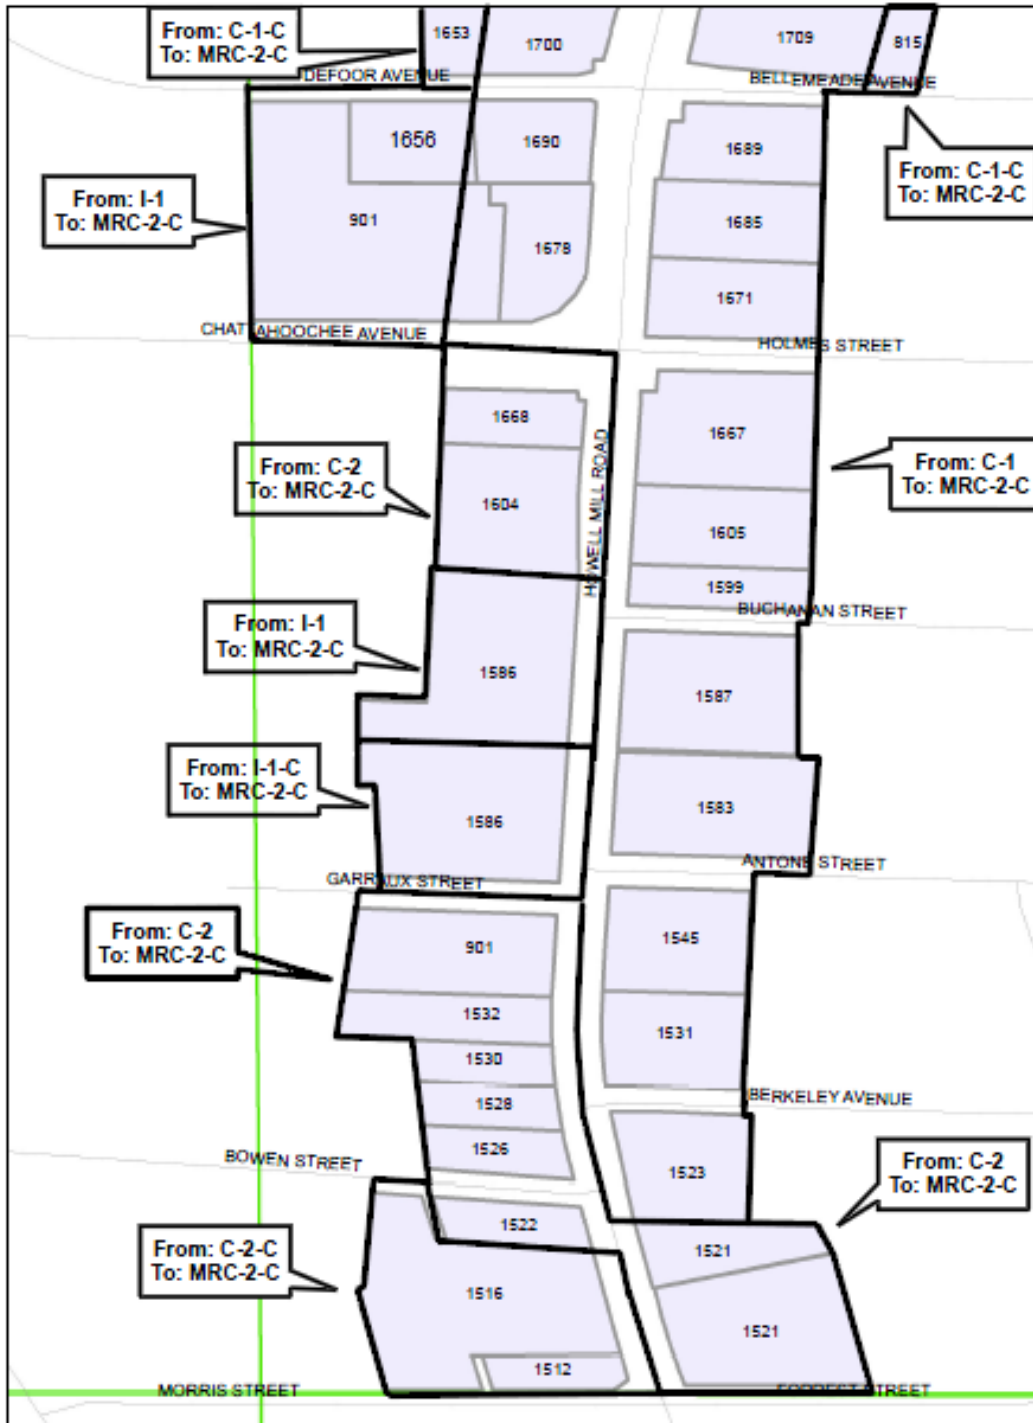 From: C-1-C
To: MRC-2-C
1653
1700
1709
815
DEFOOR AVENUE
BELLEMEADE AVENUE
1656
1690
1689
From: C-1-C
To: MRC-2-C
From: I-1
To: MRC-2-C
901
1678
1685
1671
CHATTAHOOCHEE AVENUE
HOLMES STREET
1668
1667
HOWELL MILL ROAD
From: C-2
To: MRC-2-C
From: C-1
To: MRC-2-C
1604
1605
1599
BUCHANAN STREET
From: I-1
To: MRC-2-C
1586
1587
From: I-1-C
To: MRC-2-C
1586
1583
ANTONE STREET
GARRAUX STREET
From: C-2
To: MRC-2-C
901
1545
1532
1531
1530
BERKELEY AVENUE
1528
1526
BOWEN STREET
1523
From: C-2
To: MRC-2-C
1522
1521
From: C-2-C
To: MRC-2-C
1516
1521
1512
MORRIS STREET
FORREST STREET